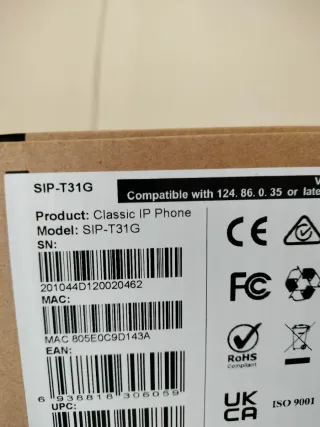 SIP-T31G
Compatible with 124.86.0.35 or
Product: Classic IP Phone
Model: SIP-T31G
SN:
201044D120020462
MAC:
MAC 805E0C9D143A
EAN:
6 938818 306059
UPC:
CE
FC
RoHS
Compliant
UK
CA
ISO 9001